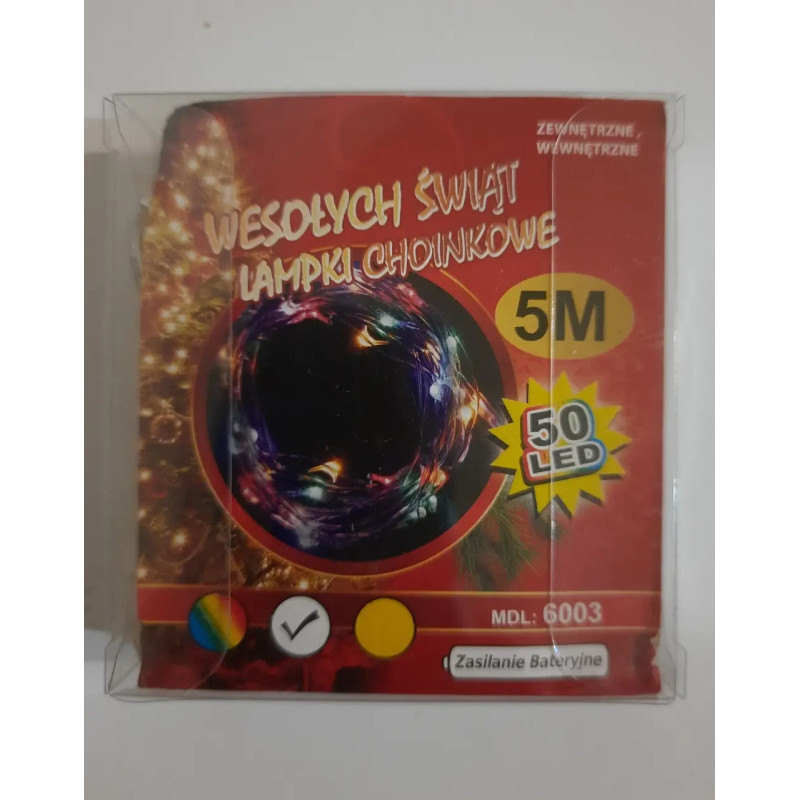 ZEWNĘTRZNE,
WEWNĘTRZNE
WESOŁYCH ŚWIĄT
LAMPKI CHOINKOWE
5M
50
LED
MDL: 6003
Zasilanie Bateryjne